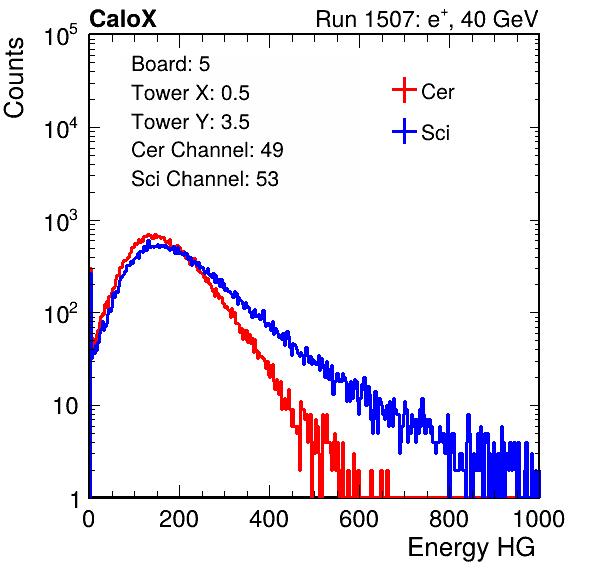 CaloX Run 1507: e⁺, 40 GeV
Counts
10⁵
10⁴
10³
10²
10
1
Board: 5
Tower X: 0.5
Tower Y: 3.5
Cer Channel: 49
Sci Channel: 53
Cer
Sci
0 200 400 600 800 1000
Energy HG